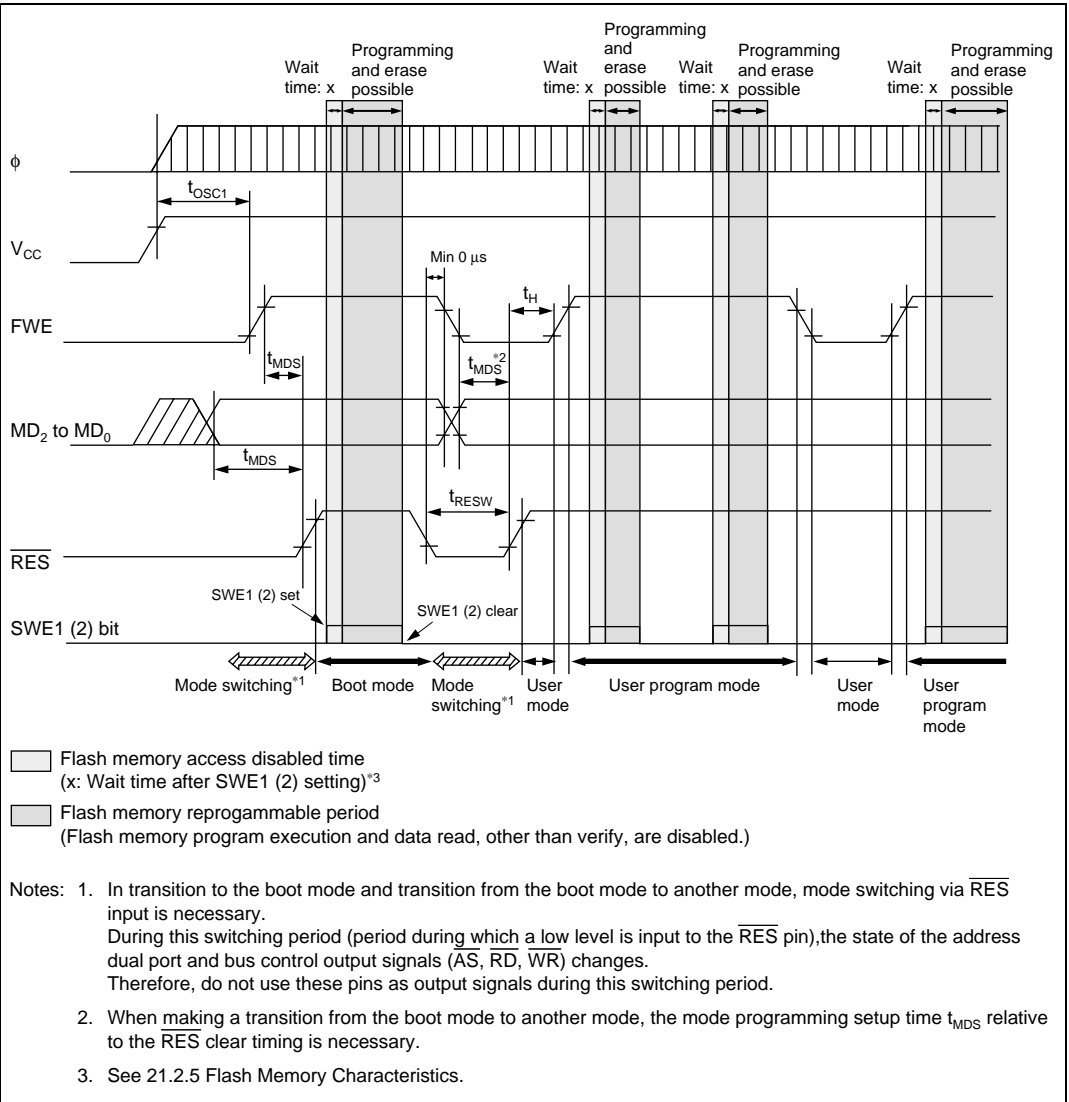 Programming
and
erase
possible
Programming
and erase
possible
Wait
time: x
Wait
time: x
Wait
time: x
Programming
and erase
possible
Wait
time: x
Programming
and erase
possible
ϕ
tOSC1
VCC
Min 0 µs
tH
FWE
tMDS
tMDS*2
MD2 to MD0
tMDS
tRESW
RES
SWE1 (2) set
SWE1 (2) clear
SWE1 (2) bit
Mode switching*1
Boot mode
Mode
switching*1
User
mode
User program mode
User
mode
User
program
mode
Flash memory access disabled time
(x: Wait time after SWE1 (2) setting)*3
Flash memory reprogammable period
(Flash memory program execution and data read, other than verify, are disabled.)
Notes: 1. In transition to the boot mode and transition from the boot mode to another mode, mode switching via RES
input is necessary.
During this switching period (period during which a low level is input to the RES pin),the state of the address
dual port and bus control output signals (AS, RD, WR) changes.
Therefore, do not use these pins as output signals during this switching period.
2. When making a transition from the boot mode to another mode, the mode programming setup time tMDS relative
to the RES clear timing is necessary.
3. See 21.2.5 Flash Memory Characteristics.